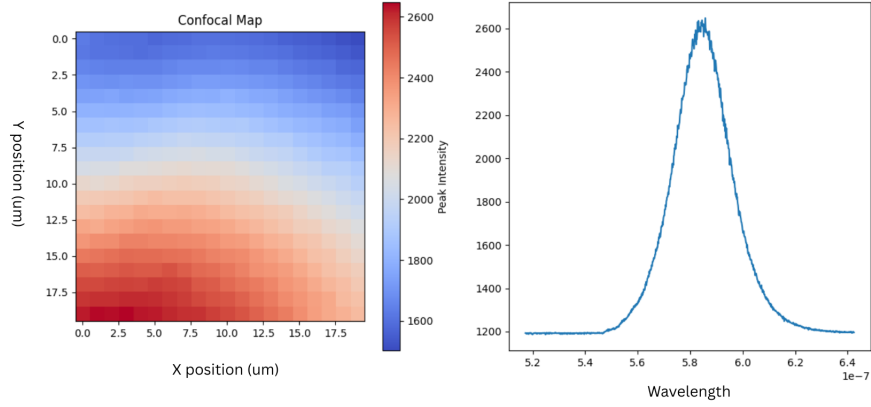 Confocal Map
0.0
2.5
5.0
7.5
10.0
12.5
15.0
17.5
Y position (um)
0.0 2.5 5.0 7.5 10.0 12.5 15.0 17.5
X position (um)
2600
2400
2200
2000
1800
1600
Peak Intensity
2600
2400
2200
2000
1800
1600
1400
1200
5.2 5.4 5.6 5.8 6.0 6.2 6.4
1e-7
Wavelength